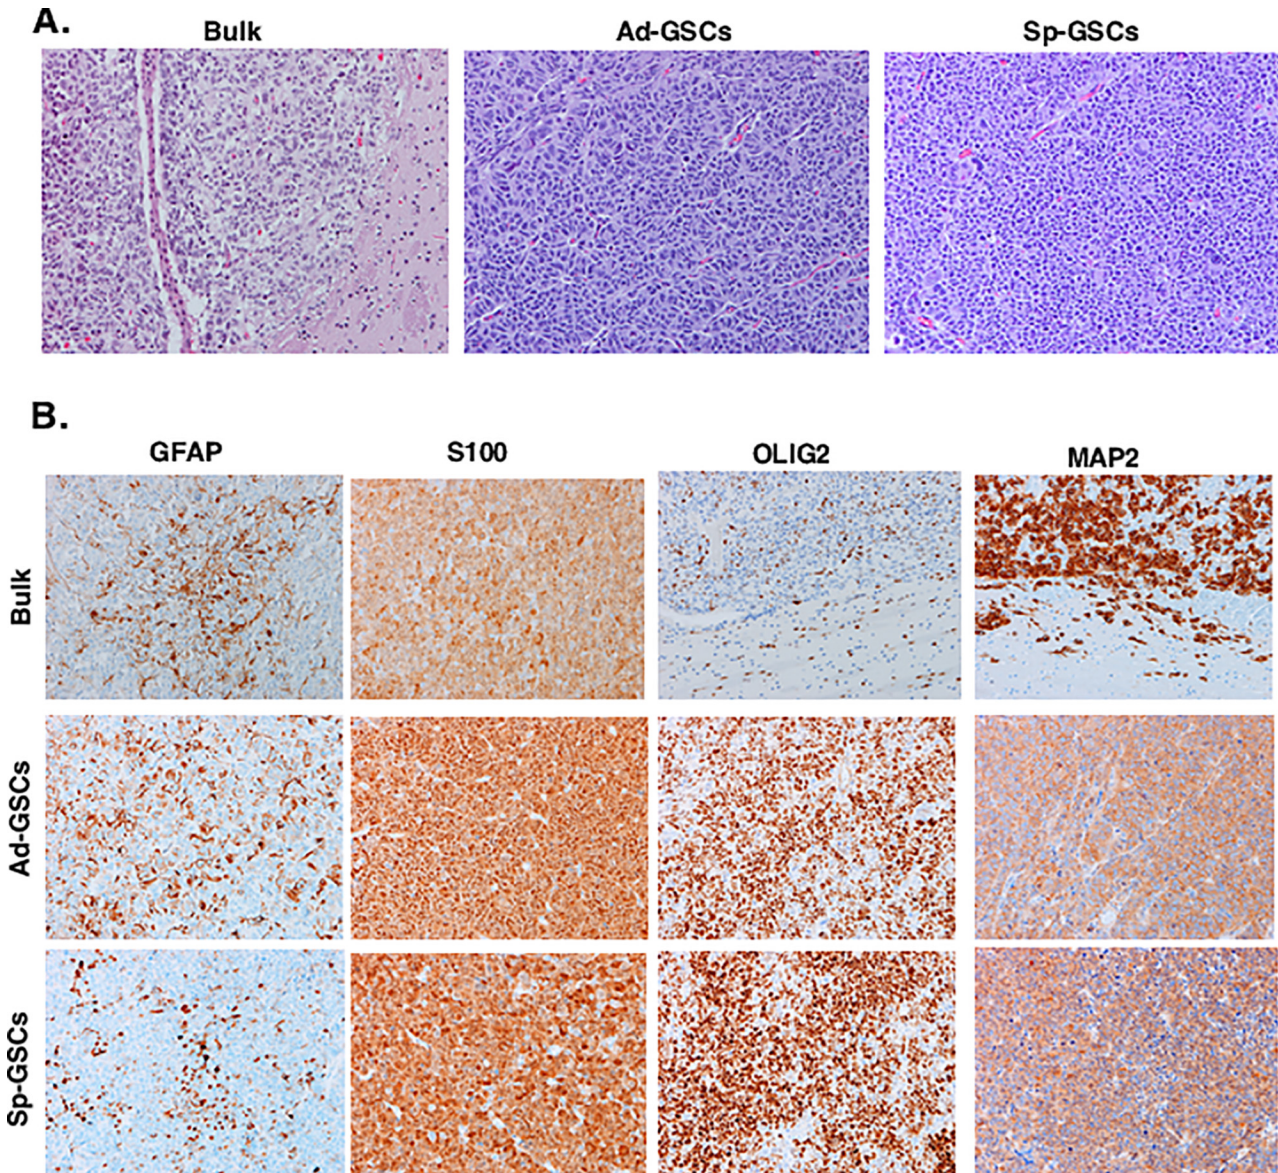 A.
Bulk Ad-GSCs Sp-GSCs
B.
GFAP S100 OLIG2 MAP2
Bulk
Ad-GSCs
Sp-GSCs